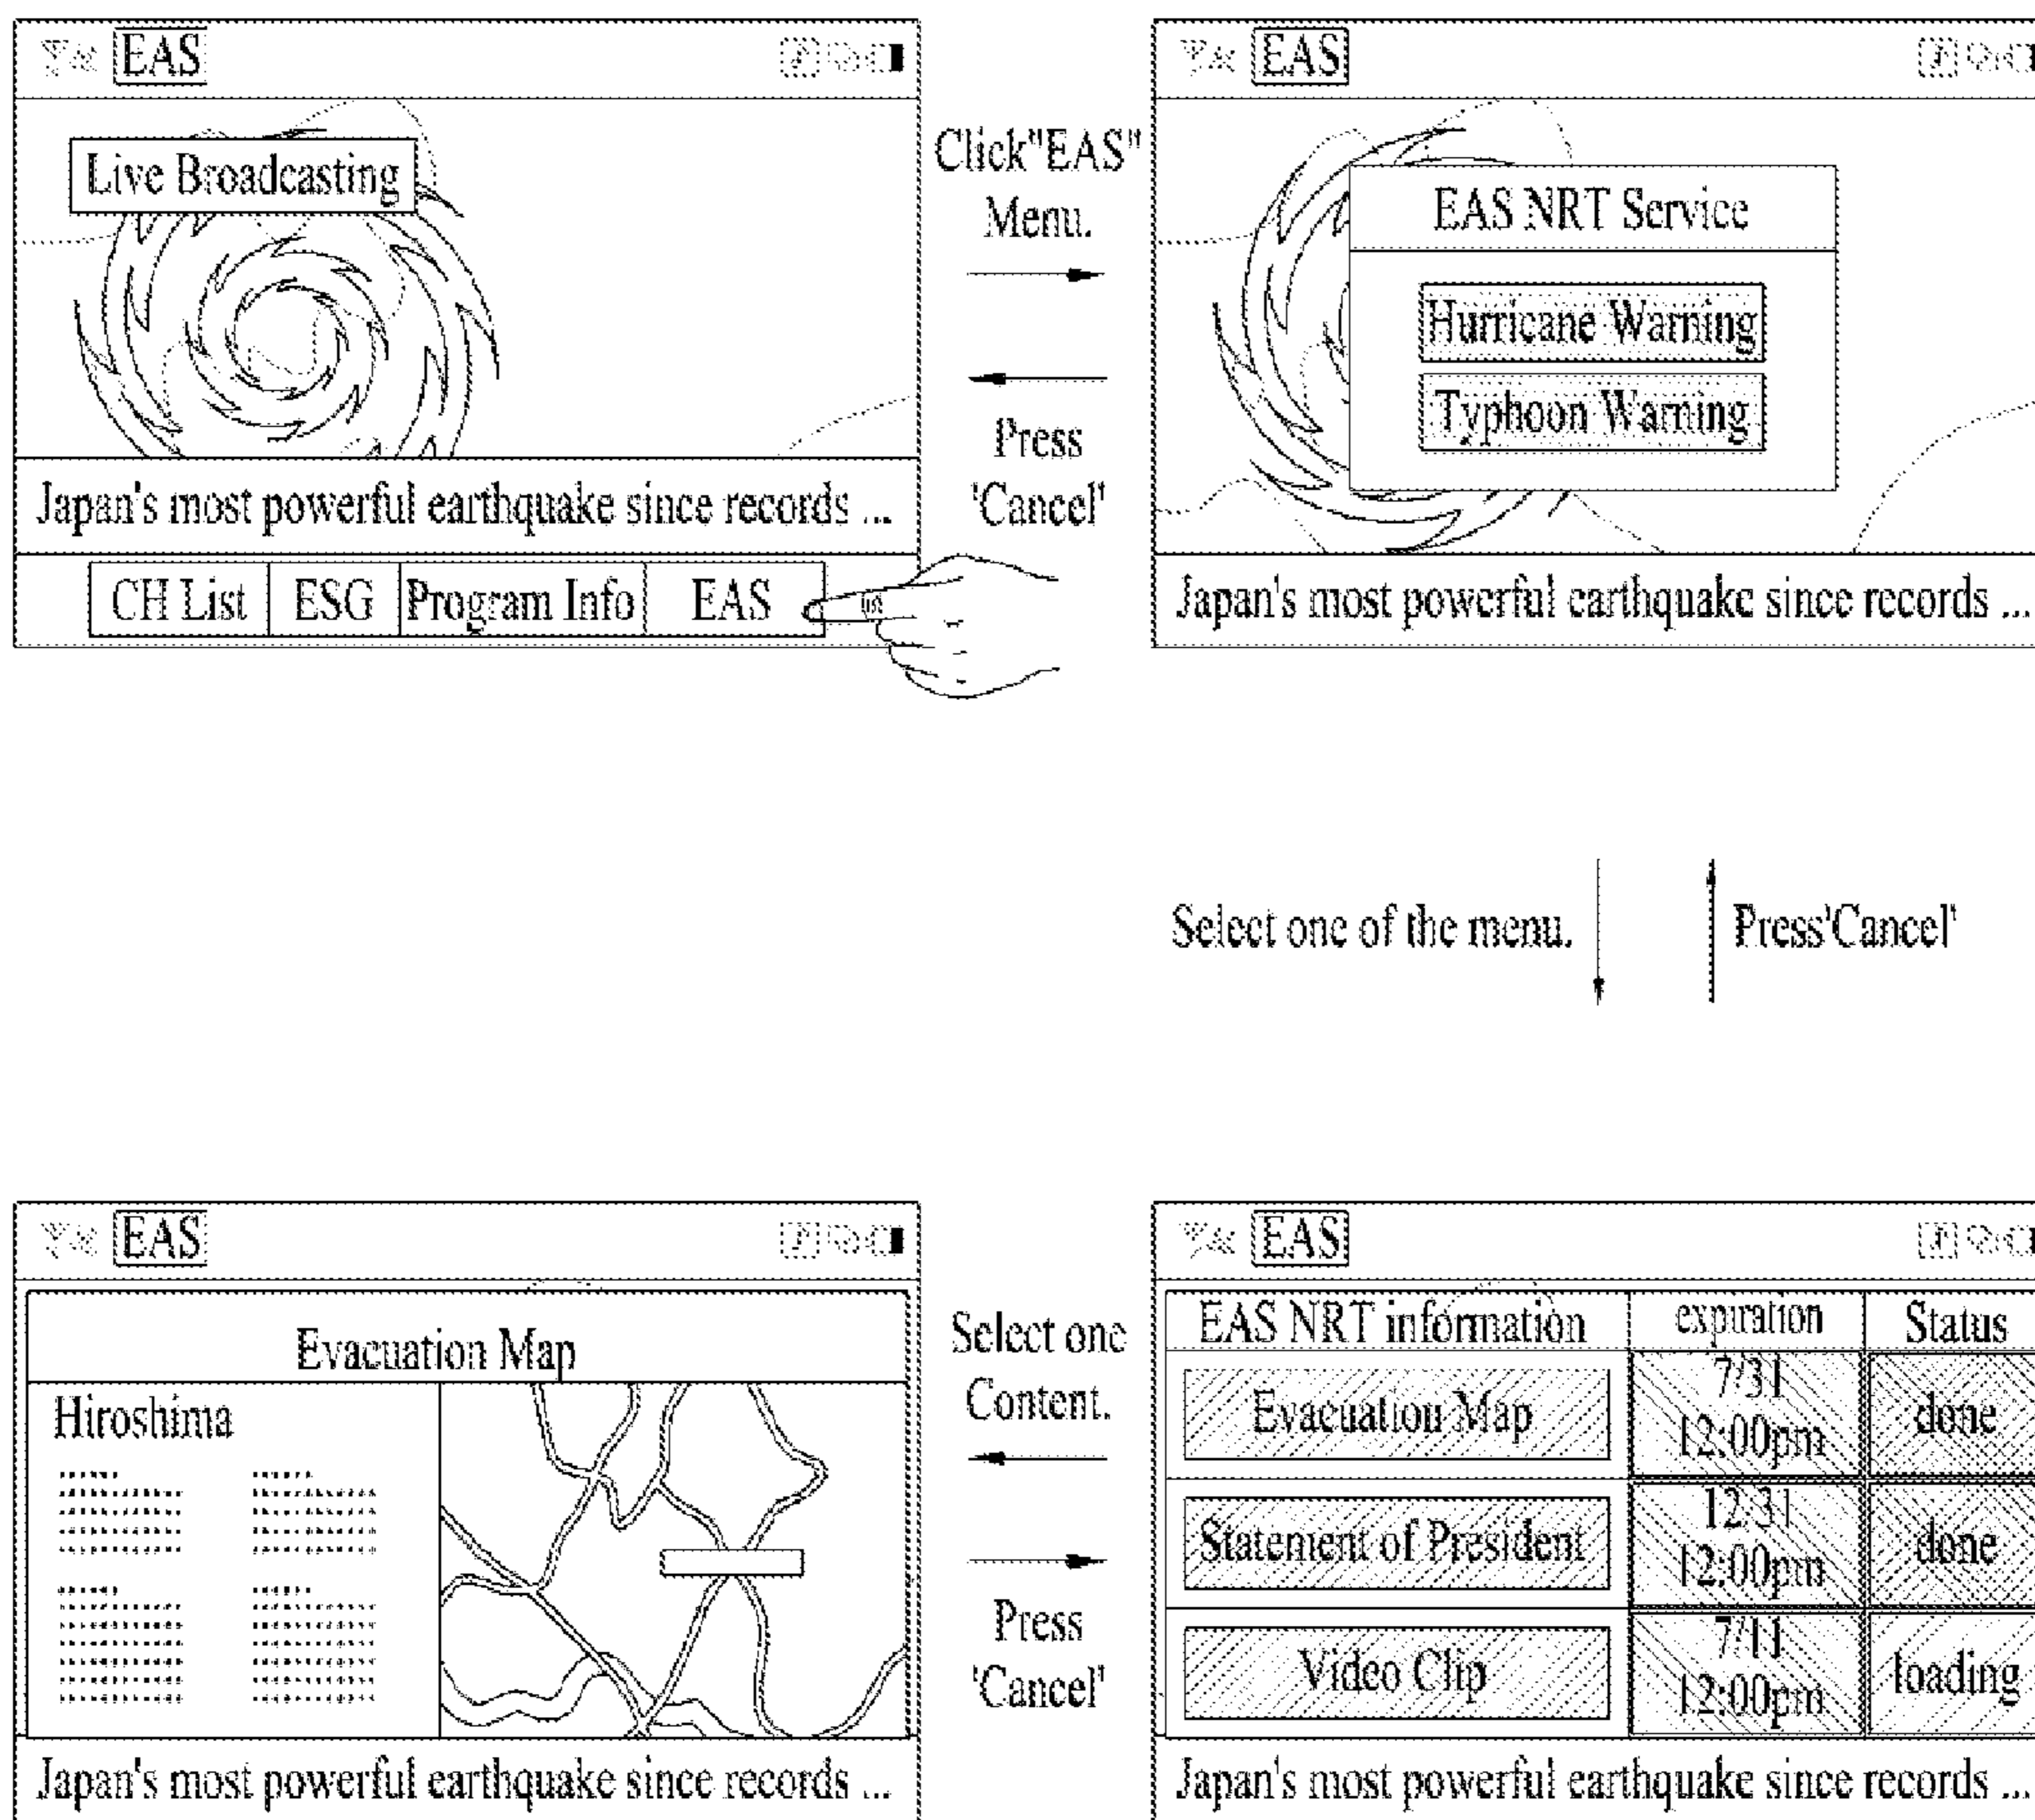 EAS
Live Broadcasting
Japan's most powerful earthquake since records ...
CH List ESG Program Info EAS
Click"EAS"
Menu.
Press
'Cancel'
EAS
EAS NRT Service
Hurricane Warning
Typhoon Warning
Japan's most powerful earthquake since records ...
Select one of the menu.
Press'Cancel'
EAS
Evacuation Map
Hiroshima
Japan's most powerful earthquake since records ...
Select one
Content.
Press
'Cancel'
EAS
EAS NRT information expiration Status
Evacuation Map 7/31 12:00pm done
Statement of President 12/31 12:00pm done
Video Clip 7/11 12:00pm loading
Japan's most powerful earthquake since records ...